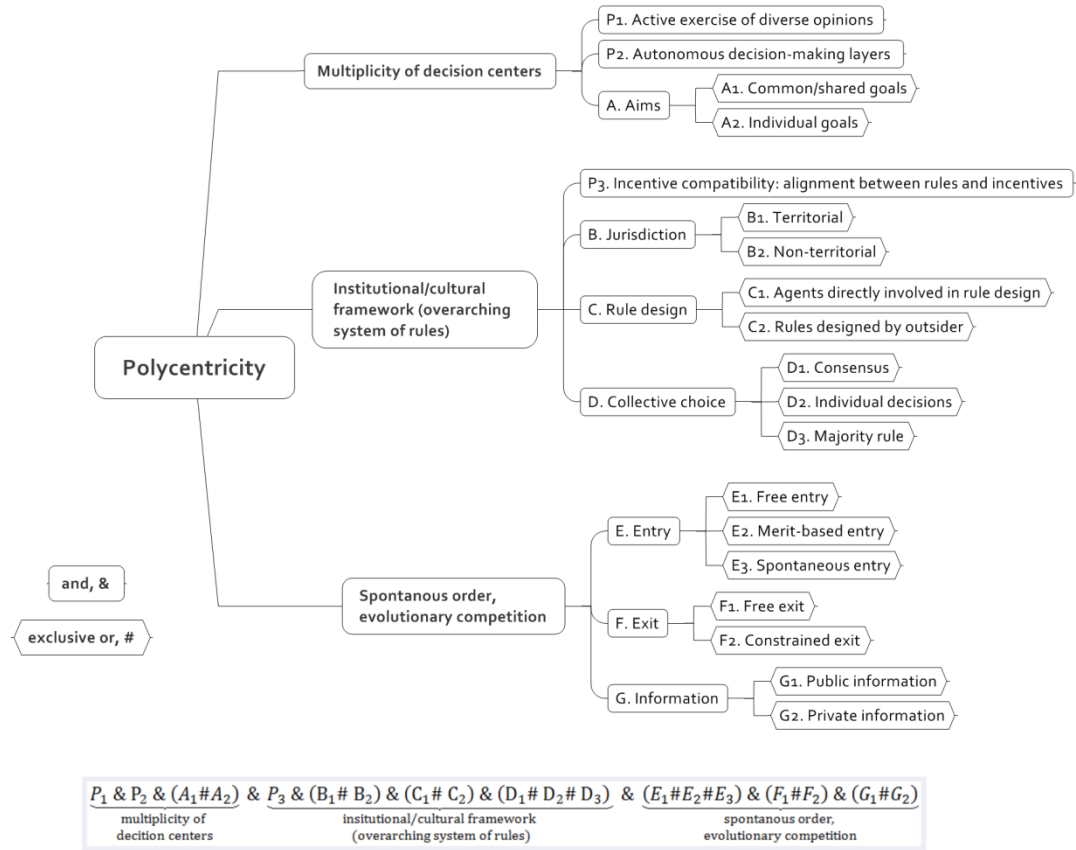 P1. Active exercise of diverse opinions
P2. Autonomous decision-making layers
Multiplicity of decision centers
A. Aims
A1. Common/shared goals
A2. Individual goals
P3. Incentive compatibility: alignment between rules and incentives
B. Jurisdiction
B1. Territorial
B2. Non-territorial
Institutional/cultural
framework (overarching
system of rules)
C. Rule design
C1. Agents directly involved in rule design
C2. Rules designed by outsider
Polycentricity
D. Collective choice
D1. Consensus
D2. Individual decisions
D3. Majority rule
E. Entry
E1. Free entry
E2. Merit-based entry
E3. Spontaneous entry
Spontanous order,
evolutionary competition
F. Exit
F1. Free exit
F2. Constrained exit
G. Information
G1. Public information
G2. Private information
and, &
exclusive or, #
P₁ & P₂ & (A₁#A₂) & P₃ & (B₁# B₂) & (C₁# C₂) & (D₁# D₂# D₃) & (E₁#E₂#E₃) & (F₁#F₂) & (G₁#G₂)
multiplicity of
decition centers
insitutional/cultural framework
(overarching system of rules)
spontaneous order,
evolutionary competition